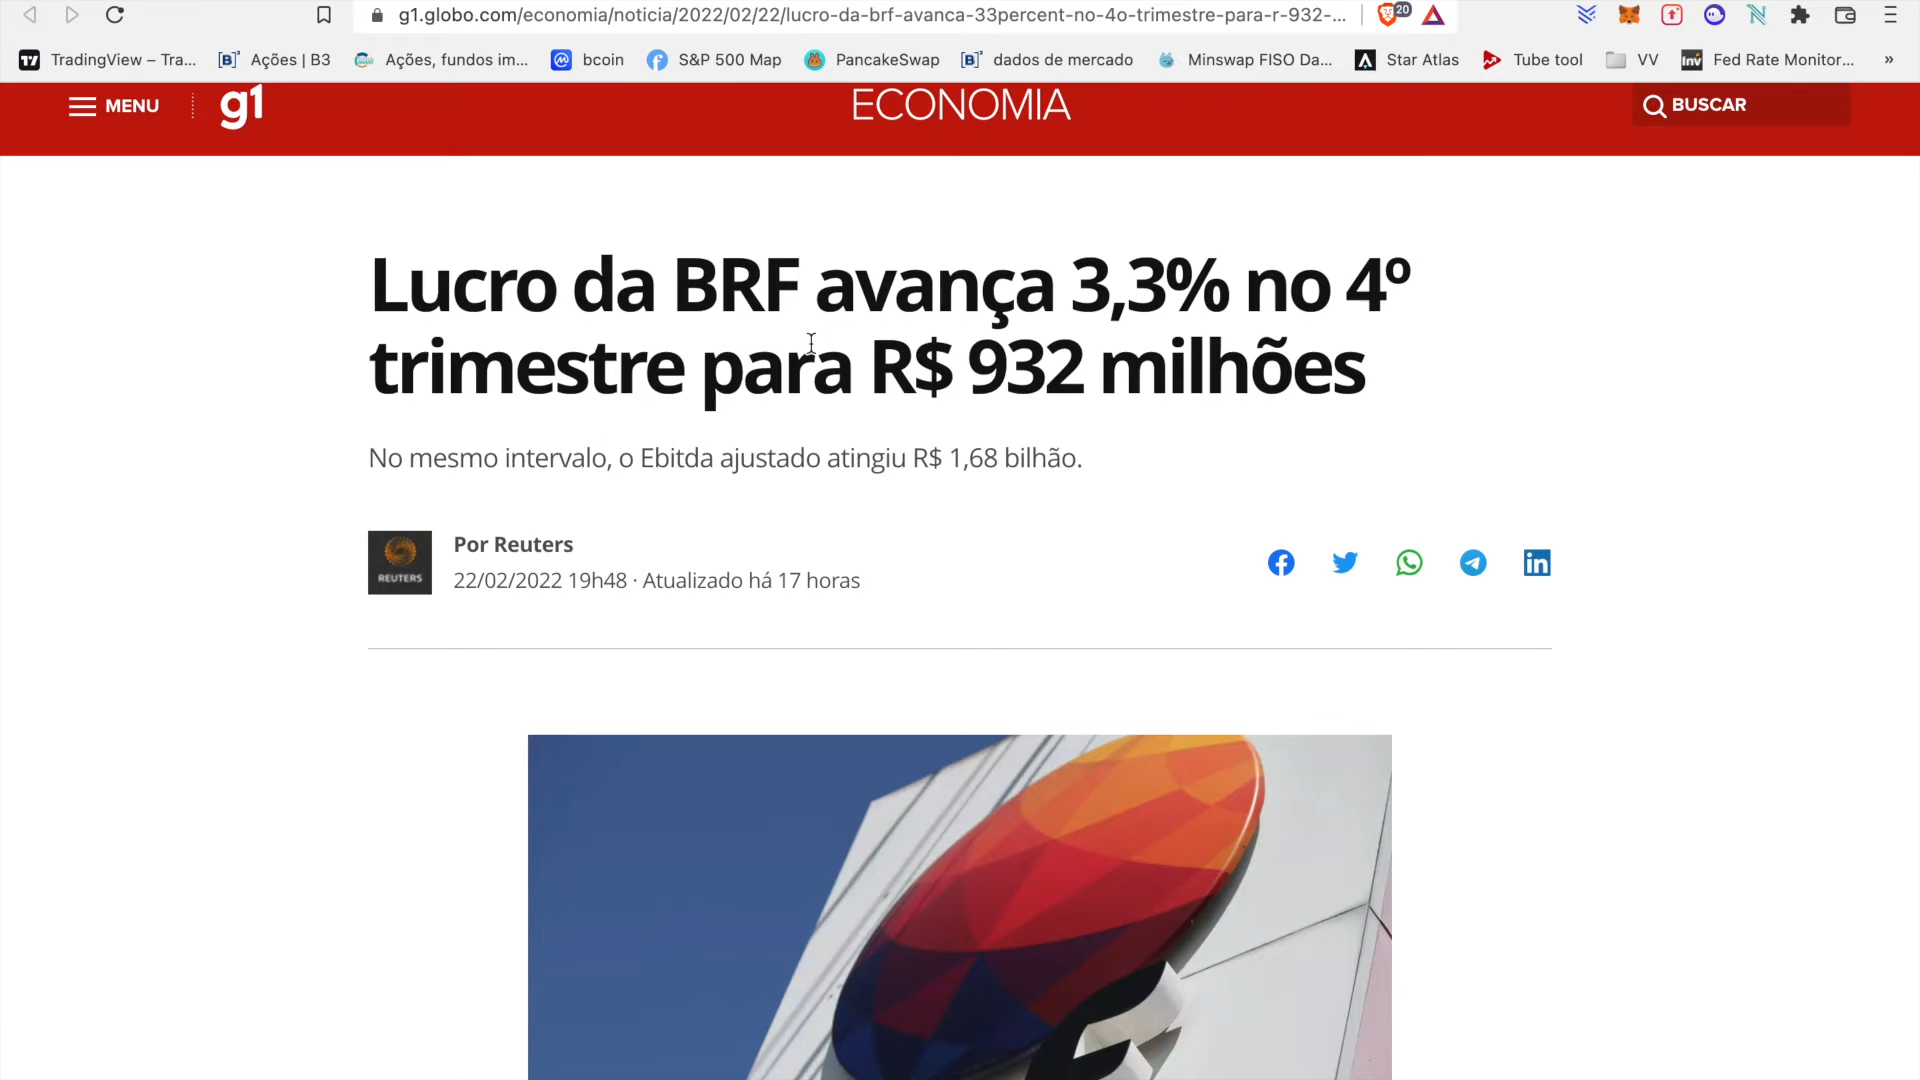 g1.globo.com/economia/noticia/2022/02/22/lucro-da-brf-avanca-33percent-no-4o-trimestre-para-r-932-...
20
TradingView – Tra...
Ações | B3
Ações, fundos im...
bcoin
S&P 500 Map
PancakeSwap
dados de mercado
Minswap FISO Da...
Star Atlas
Tube tool
VV
Inv
Fed Rate Monitor...
»
MENU
g1
ECONOMIA
BUSCAR
Lucro da BRF avança 3,3% no 4º
trimestre para R$ 932 milhões
No mesmo intervalo, o Ebitda ajustado atingiu R$ 1,68 bilhão.
REUTERS
Por Reuters
22/02/2022 19h48 · Atualizado há 17 horas